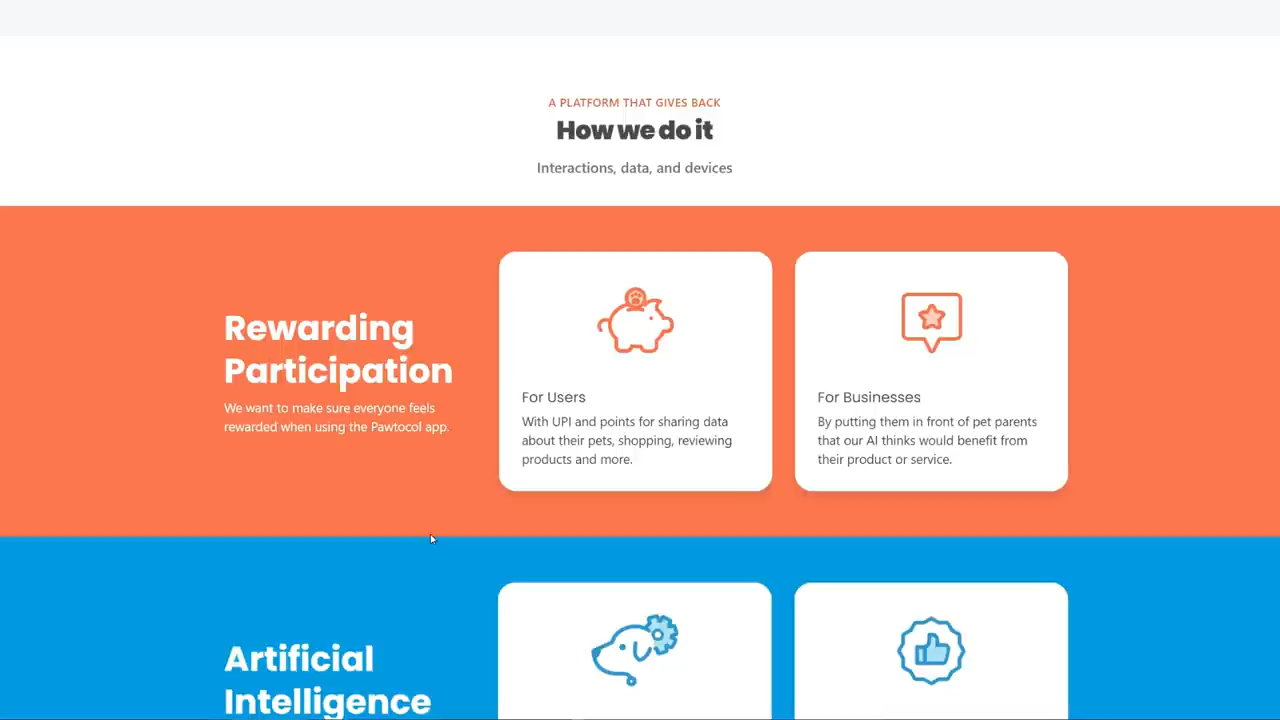 A PLATFORM THAT GIVES BACK
How we do it
Interactions, data, and devices
Rewarding
Participation
We want to make sure everyone feels
rewarded when using the Pawtocol app.
For Users
With UPI and points for sharing data
about their pets, shopping, reviewing
products and more.
For Businesses
By putting them in front of pet parents
that our AI thinks would benefit from
their product or service.
Artificial
Intelligence